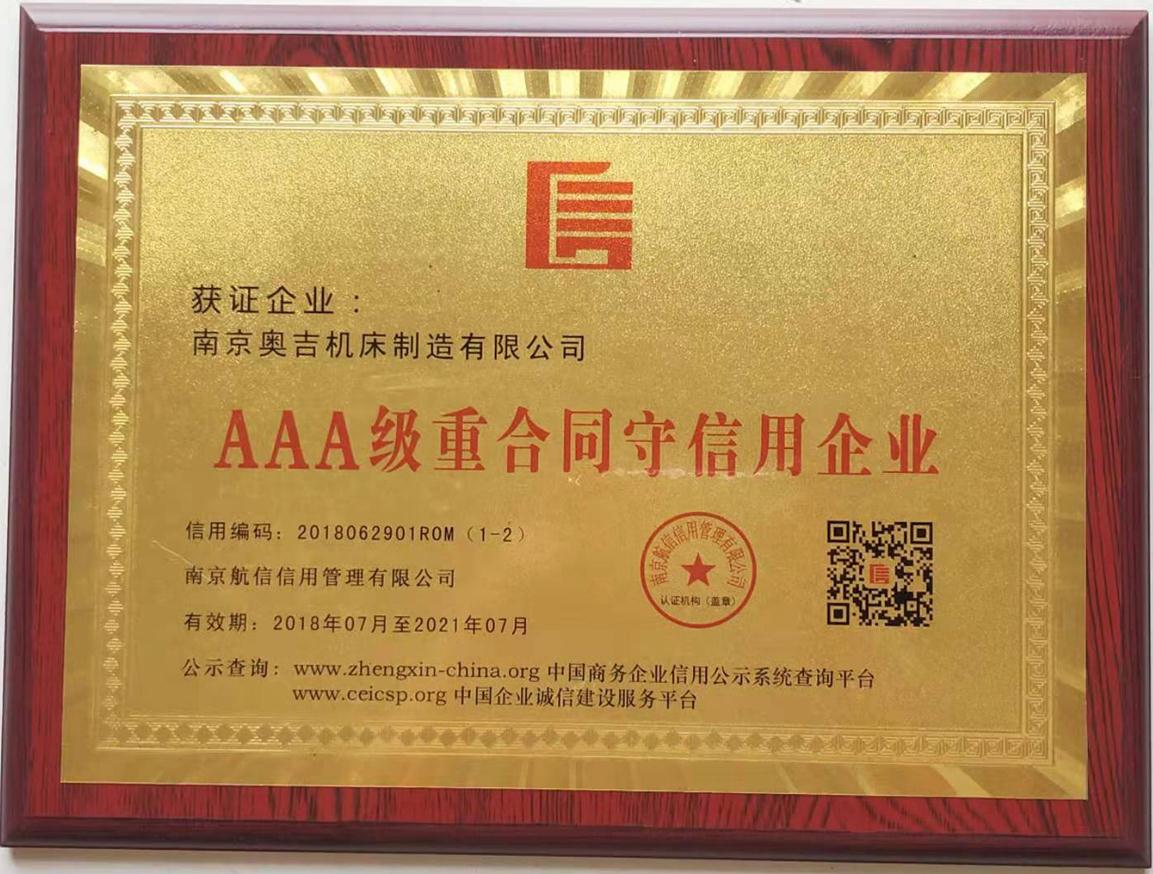 信
获证企业：
南京奥吉机床制造有限公司
AAA级重合同守信用企业
信用编码：2018062901ROM（1-2）
南京航信信用管理有限公司
有效期：2018年07月至2021年07月
南京航信信用管理有限公司
认证机构（盖章）
信
公示查询：www.zhengxin-china.org 中国商务企业信用公示系统查询平台
www.ceicsp.org 中国企业诚信建设服务平台